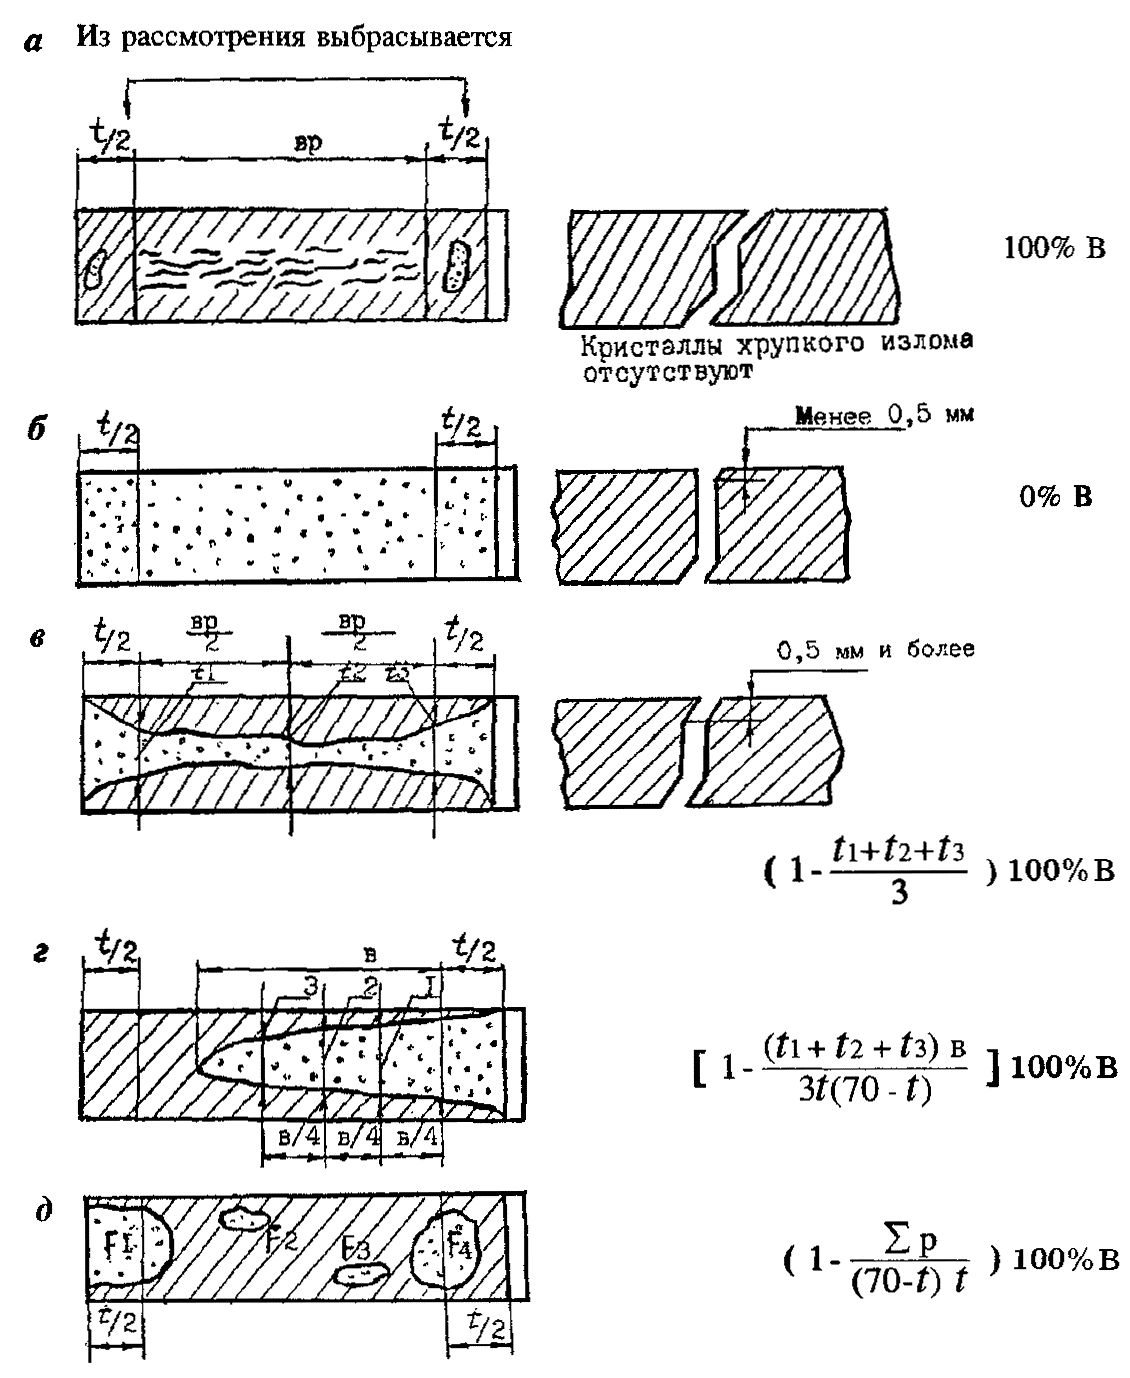 а Из рассмотрения выбрасывается
t/2 вр t/2
100% В
Кристаллы хрупкого излома
отсутствуют
б t/2 t/2
Менее 0,5 мм
0% В
в t/2 вр/2 вр/2 t/2
t1 t2 t3
0,5 мм и более
( 1- t1+t2+t3 / 3 ) 100% В
г t/2 в t/2
3 2 I
[ 1- (t1 + t2 + t3) в / 3t(70 - t) ] 100% В
в/4 в/4 в/4
д
F1 F2 F3 F4
( 1- Σ p / (70-t) t ) 100% В
t/2 t/2